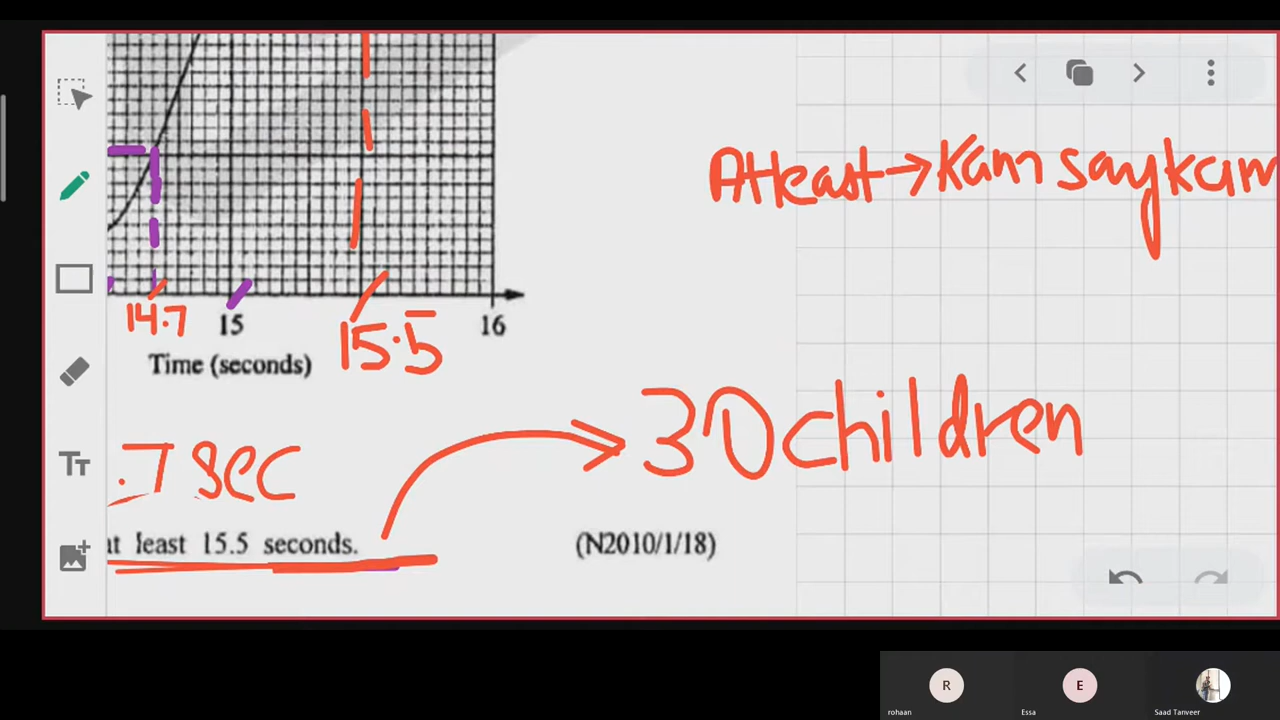 Atleast → Kam say kam
14.7 15 15.5 16
Time (seconds)
30 children
.7 sec
at least 15.5 seconds. (N2010/1/18)
TT
R E
rohaan Essa Saad Tanveer